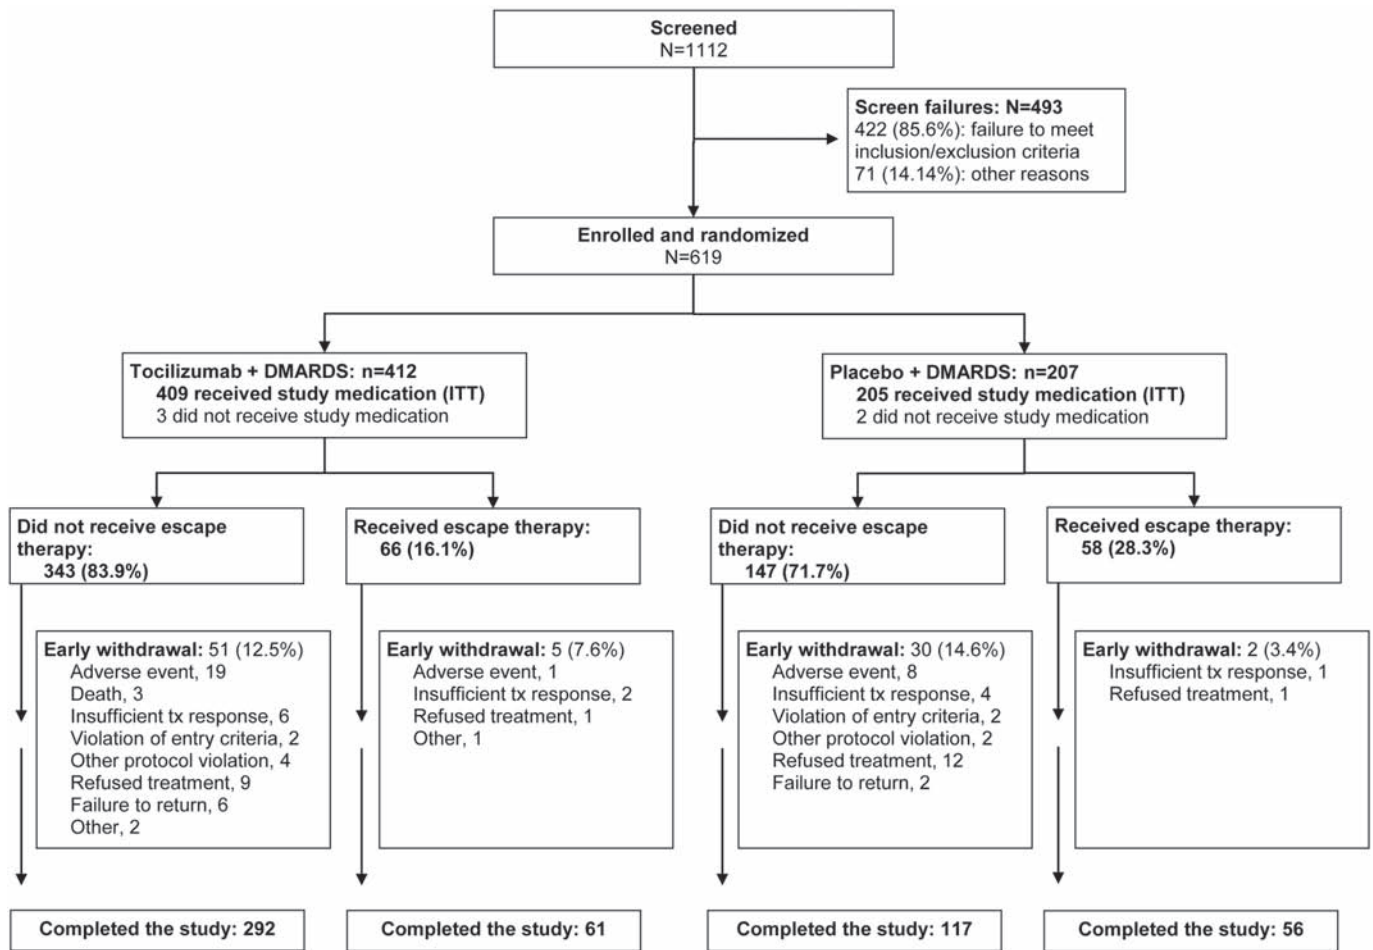 Screened
N=1112
Screen failures: N=493
422 (85.6%): failure to meet
inclusion/exclusion criteria
71 (14.14%): other reasons
Enrolled and randomized
N=619
Tocilizumab + DMARDS: n=412
409 received study medication (ITT)
3 did not receive study medication
Placebo + DMARDS: n=207
205 received study medication (ITT)
2 did not receive study medication
Did not receive escape
therapy:
343 (83.9%)
Received escape therapy:
66 (16.1%)
Did not receive escape
therapy:
147 (71.7%)
Received escape therapy:
58 (28.3%)
Early withdrawal: 51 (12.5%)
Adverse event, 19
Death, 3
Insufficient tx response, 6
Violation of entry criteria, 2
Other protocol violation, 4
Refused treatment, 9
Failure to return, 6
Other, 2
Early withdrawal: 5 (7.6%)
Adverse event, 1
Insufficient tx response, 2
Refused treatment, 1
Other, 1
Early withdrawal: 30 (14.6%)
Adverse event, 8
Insufficient tx response, 4
Violation of entry criteria, 2
Other protocol violation, 2
Refused treatment, 12
Failure to return, 2
Early withdrawal: 2 (3.4%)
Insufficient tx response, 1
Refused treatment, 1
Completed the study: 292
Completed the study: 61
Completed the study: 117
Completed the study: 56